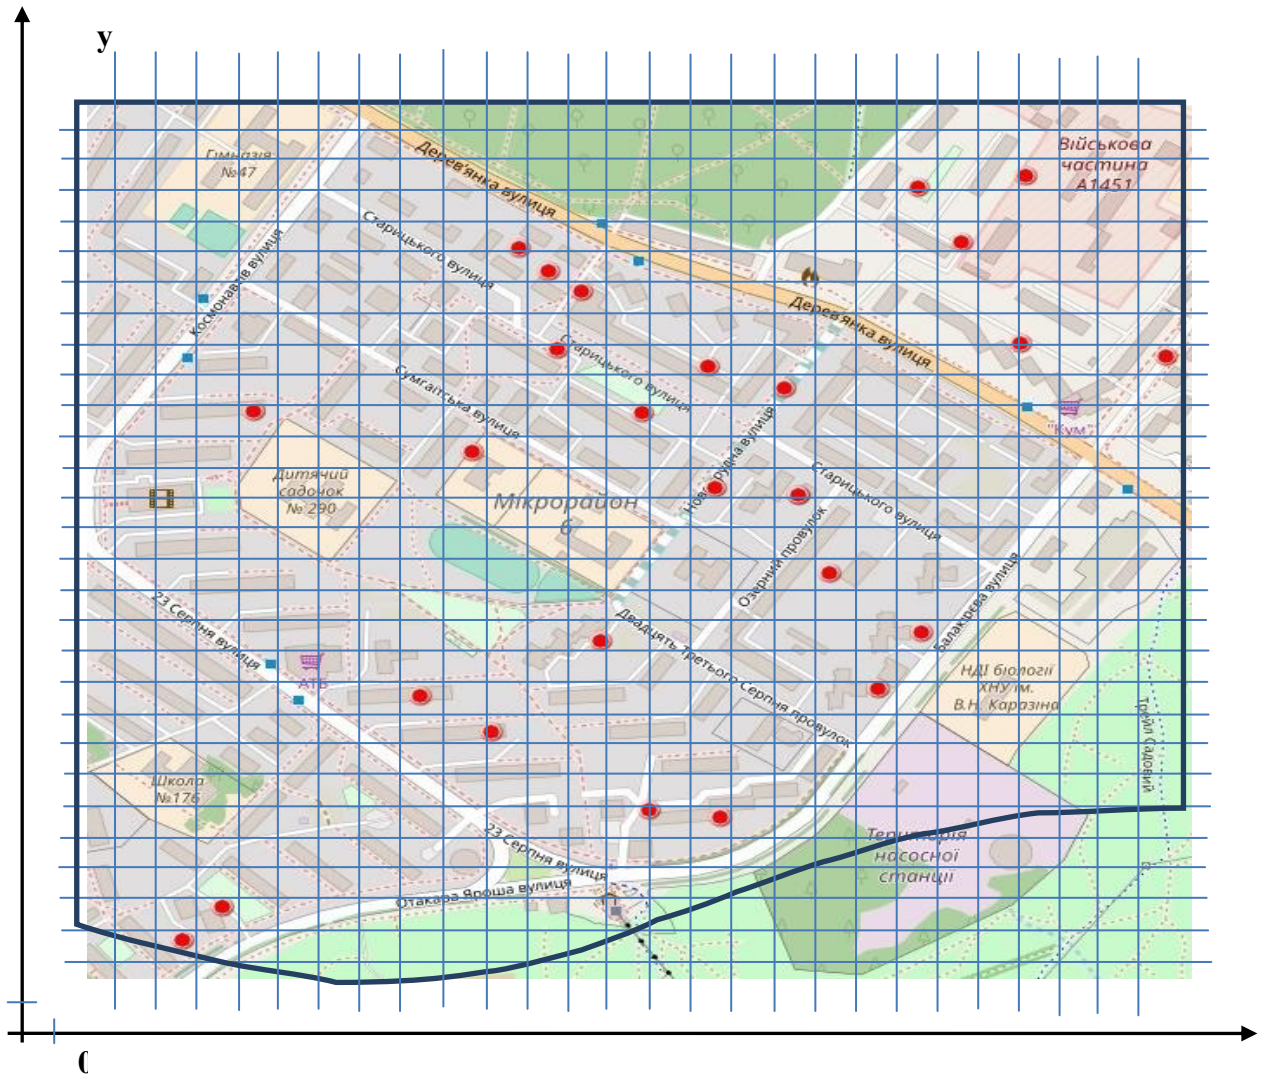 y
Військова
частина
А1451
Гімназія
№47
Дерев'янка вулиця
Старицького вулиця
Космонавтів вулиця
Дерев'янка вулиця
Старицького вулиця
Сумгаїтська вулиця
"Кум"
Новопрудна вулиця
Старицького вулиця
Дитячий
садочок
№ 290
Мікрорайон
6
Озерний провулок
Балакірєва вулиця
23 Серпня вулиця
Двадцять Третього Серпня провулок
АТБ
НДІ біології
ХНУ ім.
В.Н. Каразіна
Трейл Садовий
Школа
№176
23 Серпня вулиця
Територія
насосної
станції
Отакара Яроша вулиця
0